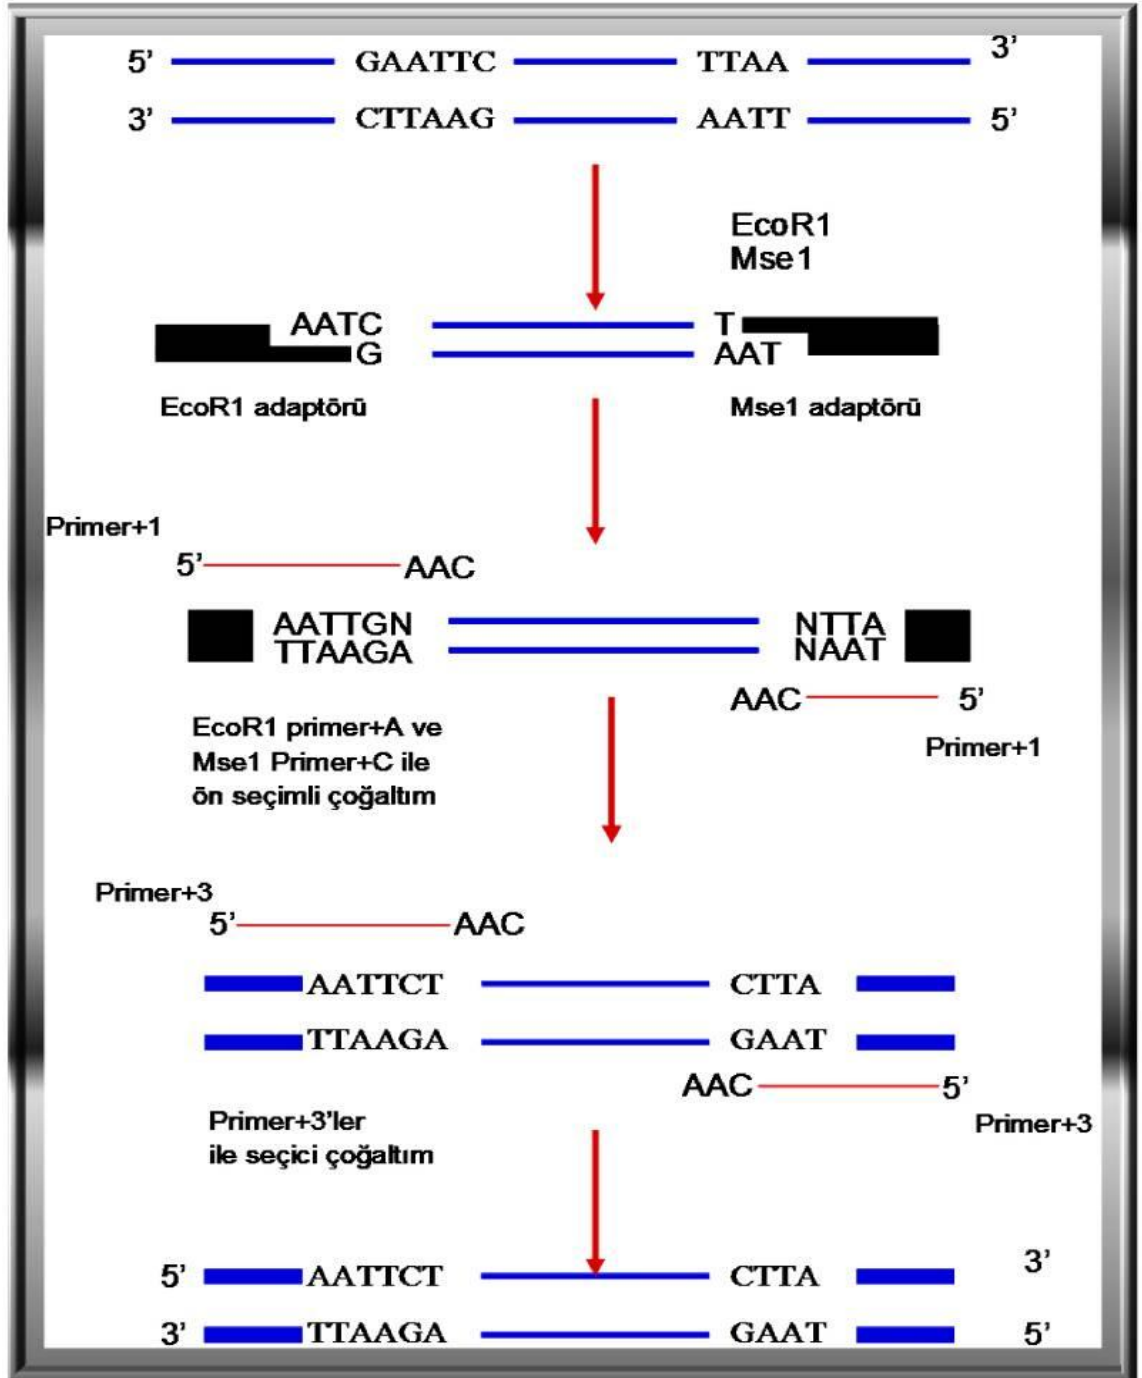 5’ GAATTC TTAA 3’
3’ CTTAAG AATT 5’
EcoR1
Mse1
AATC T
G AAT
EcoR1 adaptörü Mse1 adaptörü
Primer+1
5’ AAC
AATTGN NTTA
TTAAGA NAAT
AAC 5’
EcoR1 primer+A ve
Mse1 Primer+C ile
ön seçimli çoğaltım
Primer+1
Primer+3
5’ AAC
AATTCT CTTA
TTAAGA GAAT
AAC 5’
Primer+3’ler
ile seçici çoğaltım
Primer+3
5’ AATTCT CTTA 3’
3’ TTAAGA GAAT 5’